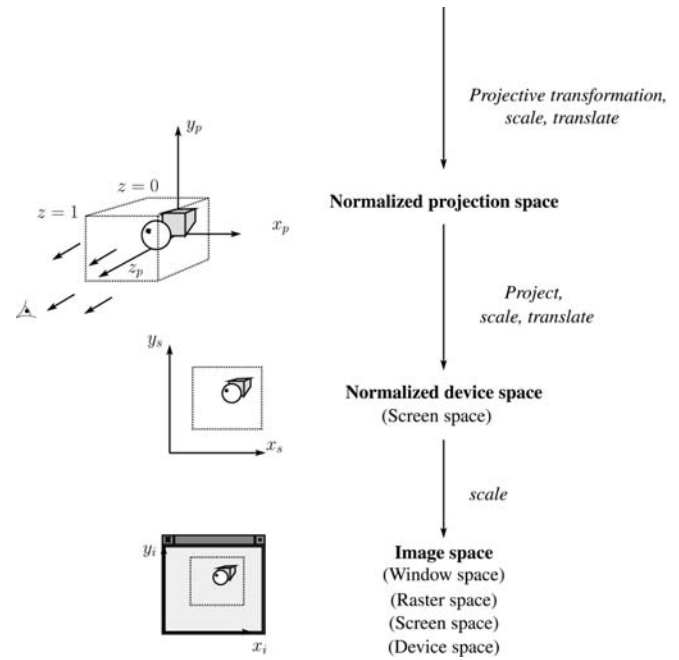 Projective transformation,
scale, translate
y_p
z = 0
z = 1
x_p
z_p
Normalized projection space
Project,
scale, translate
y_s
x_s
Normalized device space
(Screen space)
scale
y_i
x_i
Image space
(Window space)
(Raster space)
(Screen space)
(Device space)